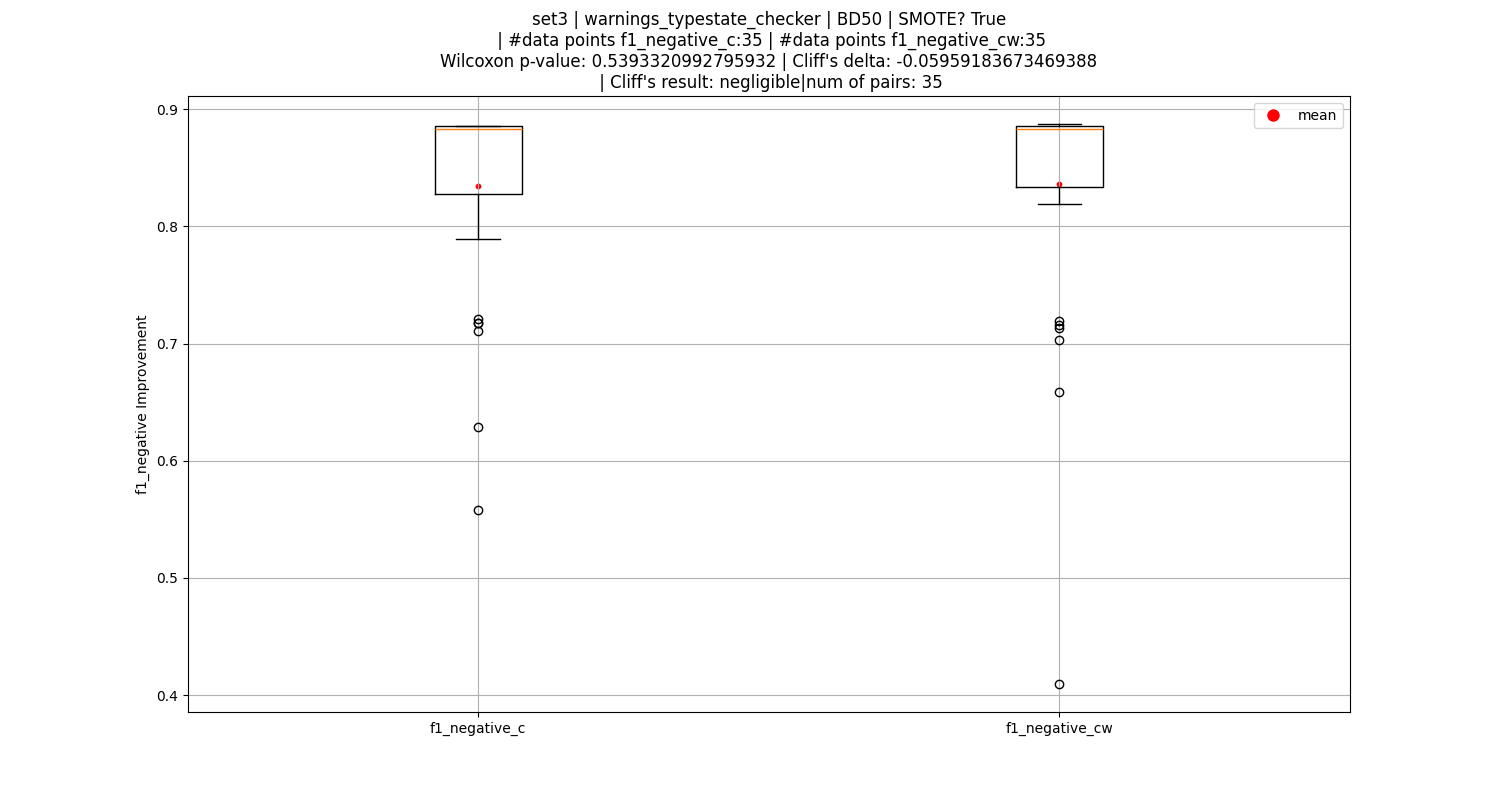 set3 | warnings_typestate_checker | BD50 | SMOTE? True
| #data points f1_negative_c:35 | #data points f1_negative_cw:35
Wilcoxon p-value: 0.5393320992795932 | Cliff's delta: -0.05959183673469388
| Cliff's result: negligible|num of pairs: 35
mean
0.9
0.8
0.7
0.6
0.5
0.4
f1_negative Improvement
f1_negative_c
f1_negative_cw